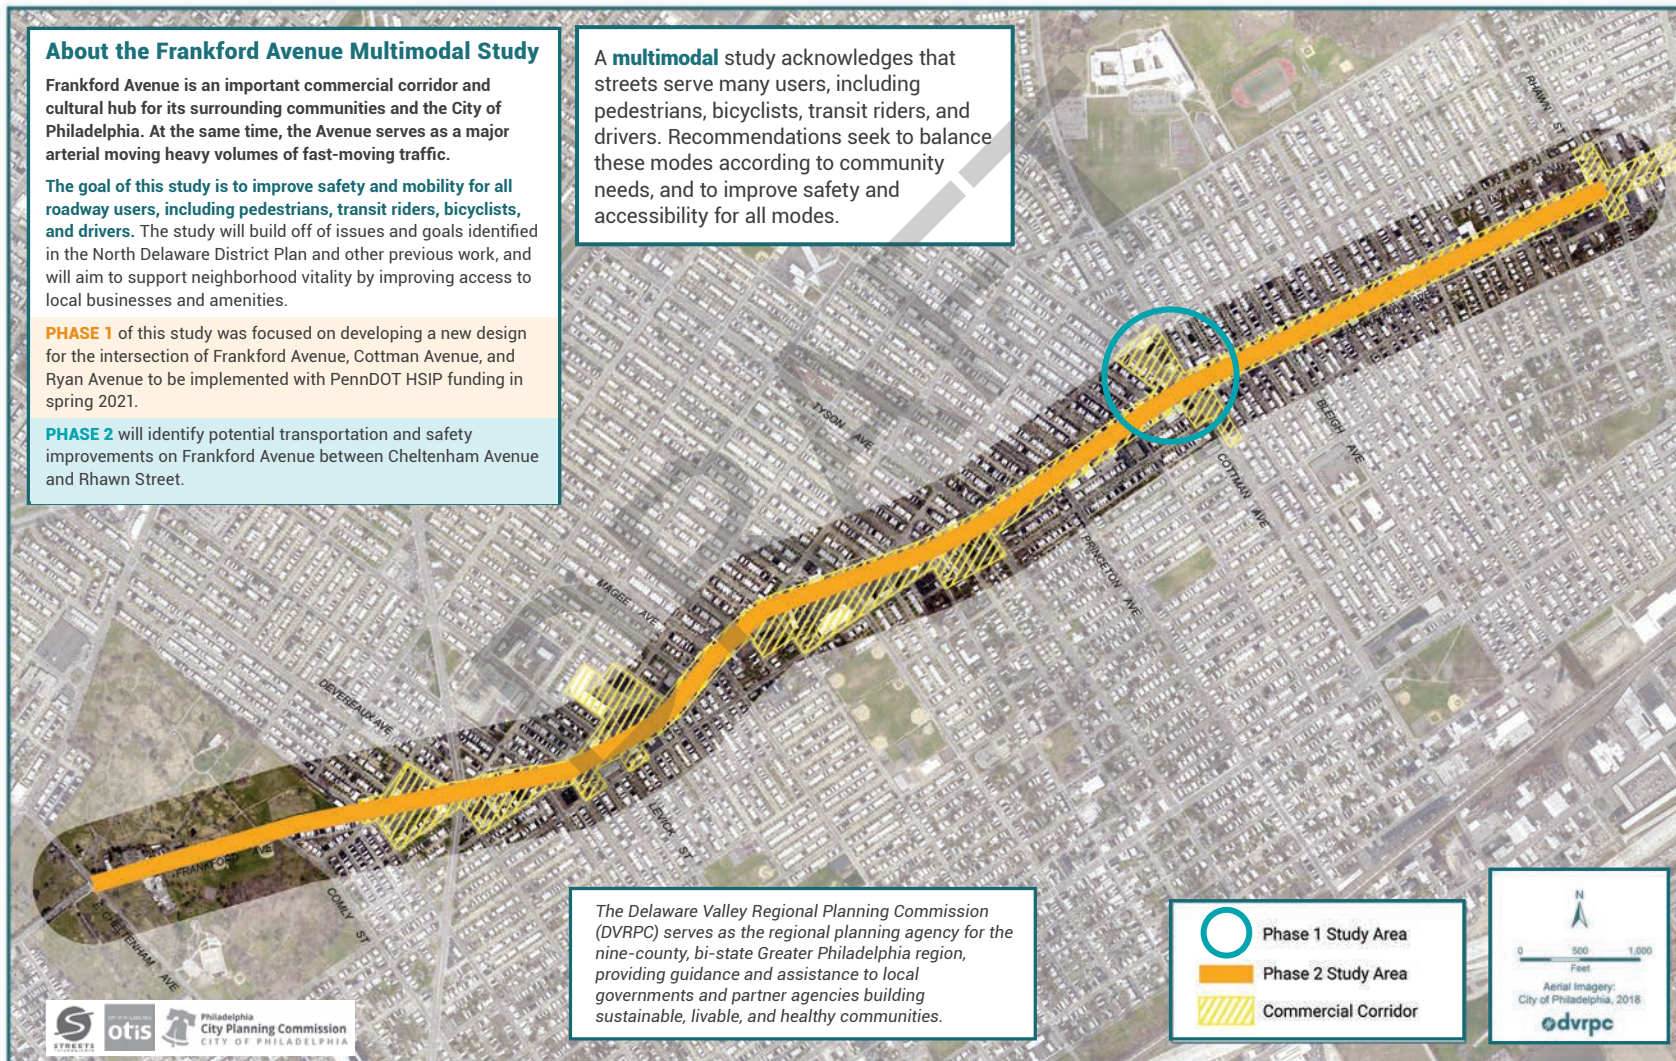 About the Frankford Avenue Multimodal Study
Frankford Avenue is an important commercial corridor and
cultural hub for its surrounding communities and the City of
Philadelphia. At the same time, the Avenue serves as a major
arterial moving heavy volumes of fast-moving traffic.
The goal of this study is to improve safety and mobility for all
roadway users, including pedestrians, transit riders, bicyclists,
and drivers. The study will build off of issues and goals identified
in the North Delaware District Plan and other previous work, and
will aim to support neighborhood vitality by improving access to
local businesses and amenities.
PHASE 1 of this study was focused on developing a new design
for the intersection of Frankford Avenue, Cottman Avenue, and
Ryan Avenue to be implemented with PennDOT HSIP funding in
spring 2021.
PHASE 2 will identify potential transportation and safety
improvements on Frankford Avenue between Cheltenham Avenue
and Rhawn Street.
A multimodal study acknowledges that
streets serve many users, including
pedestrians, bicyclists, transit riders, and
drivers. Recommendations seek to balance
these modes according to community
needs, and to improve safety and
accessibility for all modes.
RHAWN ST
TYSON AVE
BLEIGH AVE
COTTMAN AVE
PRINCETON AVE
MAGEE AVE
DEVEREAUX AVE
LEVICK ST
FRANKFORD AVE
COMLY ST
E CHELTENHAM AVE
The Delaware Valley Regional Planning Commission
(DVRPC) serves as the regional planning agency for the
nine-county, bi-state Greater Philadelphia region,
providing guidance and assistance to local
governments and partner agencies building
sustainable, livable, and healthy communities.
Phase 1 Study Area
Phase 2 Study Area
Commercial Corridor
N
0 500 1,000
Feet
Aerial Imagery:
City of Philadelphia, 2018
dvrpc
STREETS
CITY OF PHILADELPHIA
otis
Philadelphia
City Planning Commission
CITY OF PHILADELPHIA